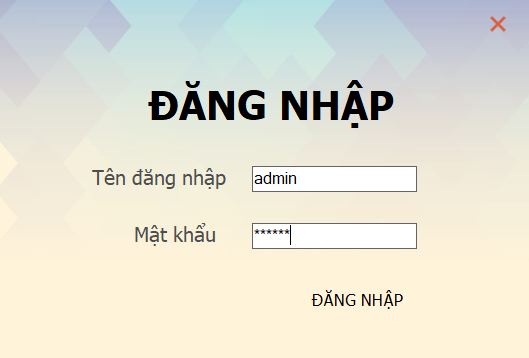 ĐĂNG NHẬP
Tên đăng nhập admin
Mật khẩu ******
ĐĂNG NHẬP